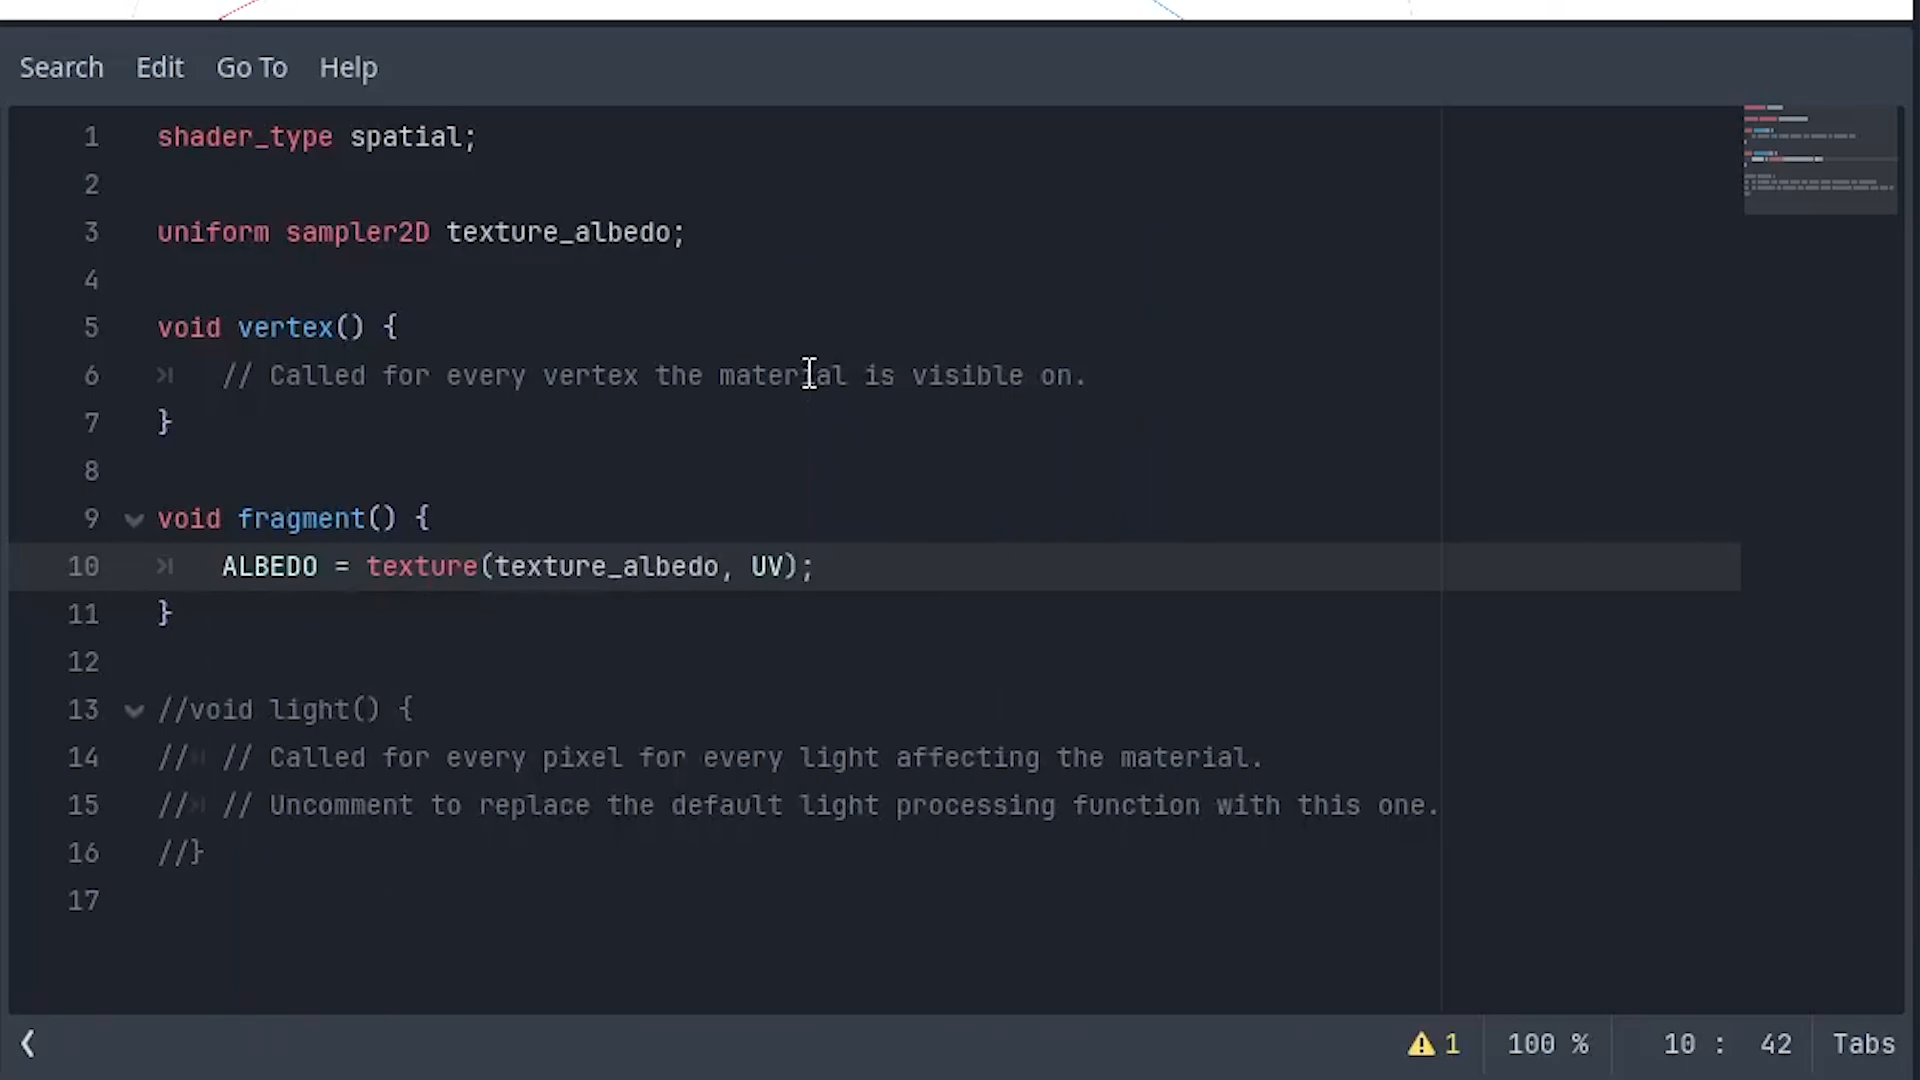 Search Edit Go To Help
1 shader_type spatial;
2
3 uniform sampler2D texture_albedo;
4
5 void vertex() {
6 // Called for every vertex the material is visible on.
7 }
8
9 void fragment() {
10 ALBEDO = texture(texture_albedo, UV);
11 }
12
13 //void light() {
14 // // Called for every pixel for every light affecting the material.
15 // // Uncomment to replace the default light processing function with this one.
16 //}
17
1 100 % 10 : 42 Tabs